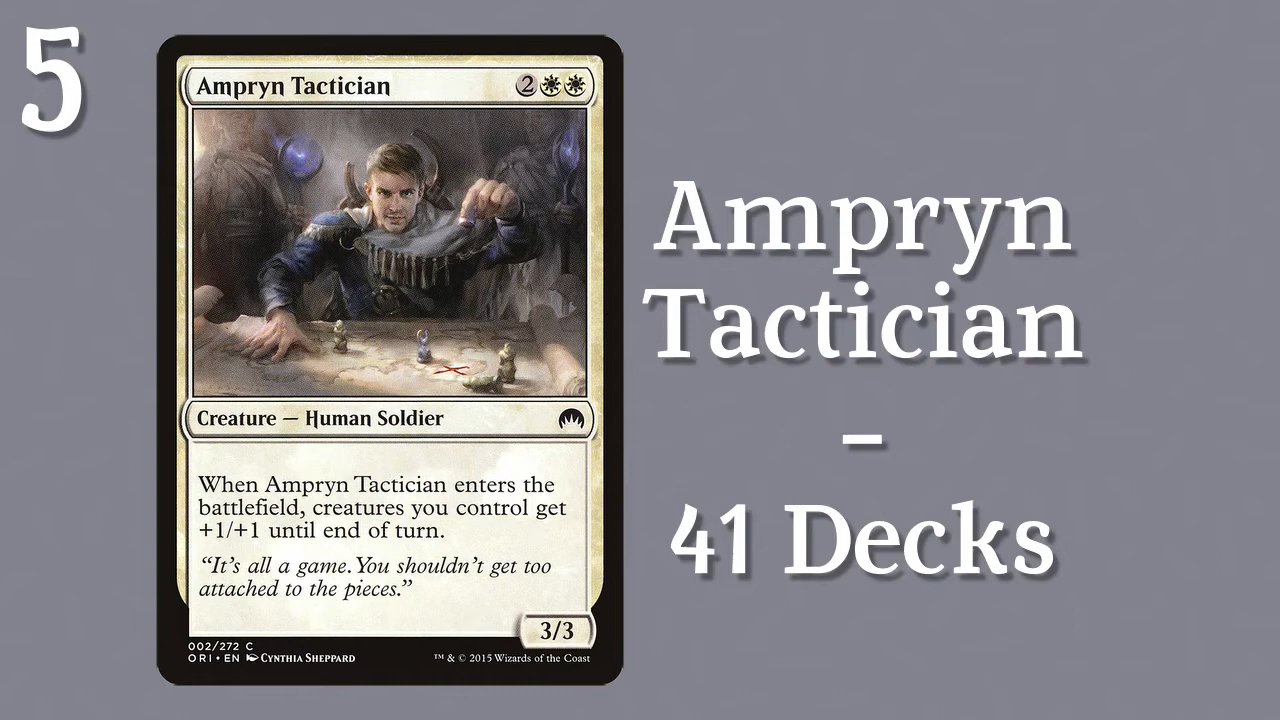 5
Ampryn Tactician
2
Creature — Human Soldier
When Ampryn Tactician enters the
battlefield, creatures you control get
+1/+1 until end of turn.
“It’s all a game. You shouldn’t get too
attached to the pieces.”
3/3
002/272 C
ORI • EN Cynthia Sheppard
™ & © 2015 Wizards of the Coast
Ampryn
Tactician
–
41 Decks